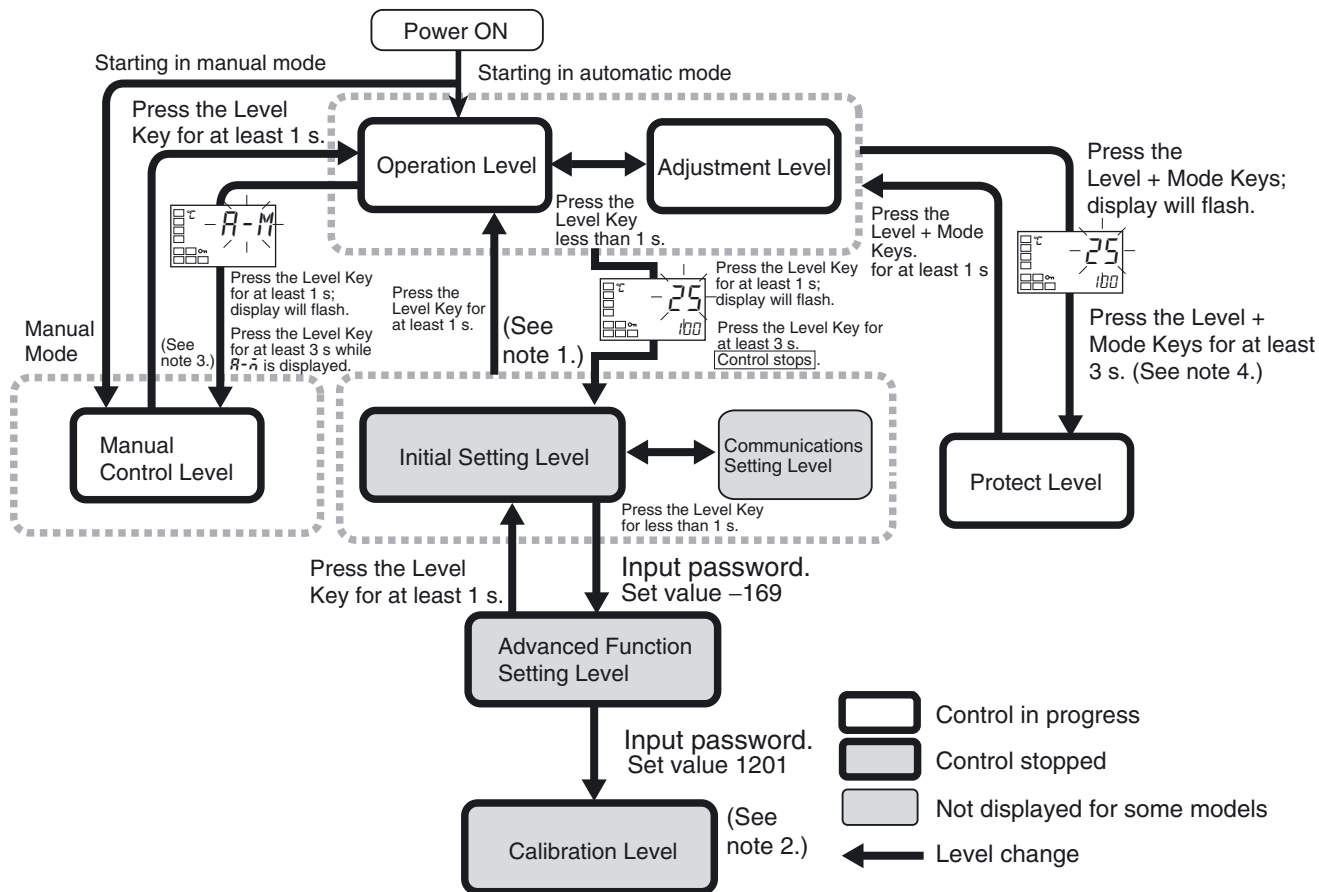 Power ON
Starting in manual mode
Starting in automatic mode
Press the Level
Key for at least 1 s.
Operation Level
Adjustment Level
Press the
Level Key
less than 1 s.
Press the
Level + Mode Keys;
display will flash.
Press the
Level + Mode
Keys.
for at least 1 s
°C
A-M
Press the Level Key
for at least 1 s;
display will flash.
Press the Level Key
for at least 3 s while
A-M is displayed.
Press the
Level Key for
at least 1 s.
(See
note 1.)
°C
25
100
Press the Level Key
for at least 1 s;
display will flash.
Press the Level Key for
at least 3 s.
Control stops.
°C
25
100
Press the Level +
Mode Keys for at least
3 s. (See note 4.)
Manual
Mode
(See
note 3.)
Manual
Control Level
Initial Setting Level
Communications
Setting Level
Protect Level
Press the Level Key
for less than 1 s.
Press the Level
Key for at least 1 s.
Input password.
Set value −169
Advanced Function
Setting Level
Input password.
Set value 1201
Calibration Level
(See
note 2.)
Control in progress
Control stopped
Not displayed for some models
Level change